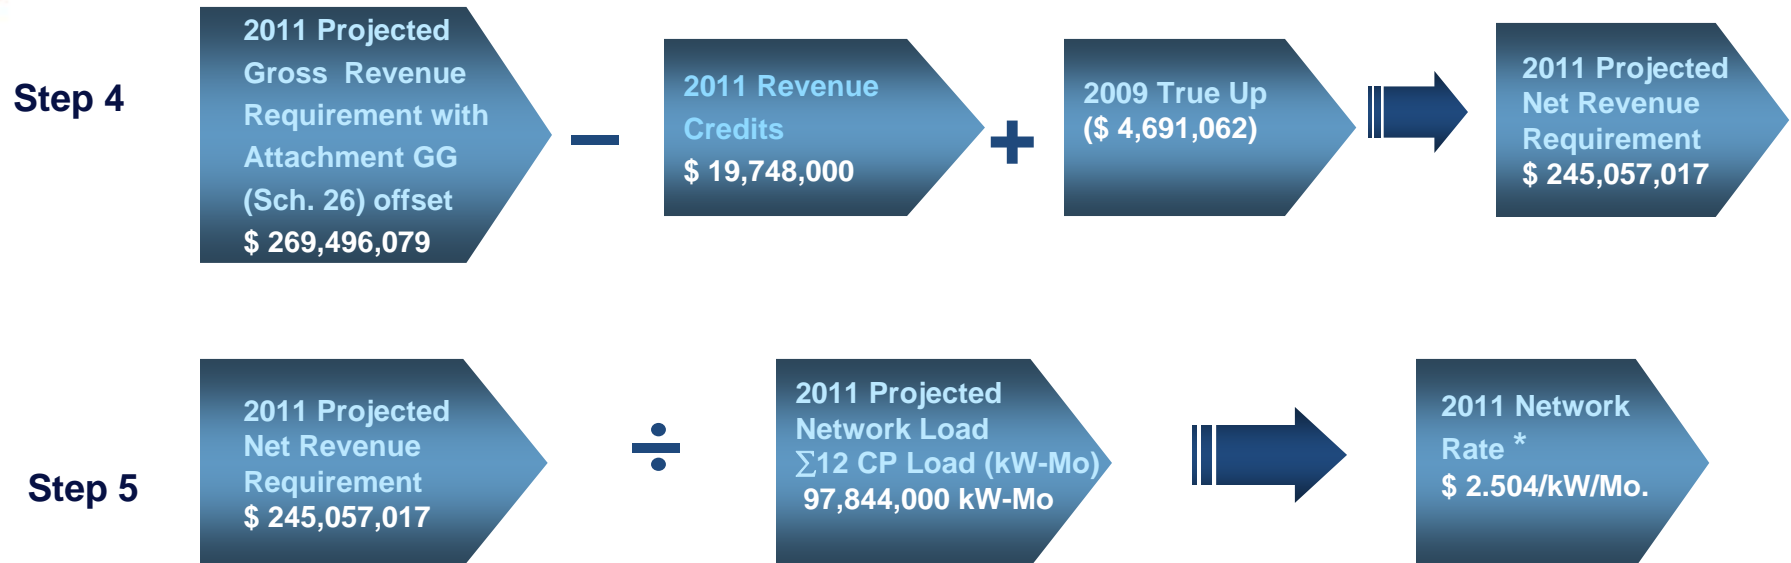 Step 4
2011 Projected
Gross Revenue
Requirement with
Attachment GG
(Sch. 26) offset
$ 269,496,079
−
2011 Revenue
Credits
$ 19,748,000
+
2009 True Up
($ 4,691,062)
2011 Projected
Net Revenue
Requirement
$ 245,057,017
Step 5
2011 Projected
Net Revenue
Requirement
$ 245,057,017
÷
2011 Projected
Network Load
∑12 CP Load (kW-Mo)
97,844,000 kW-Mo
2011 Network
Rate *
$ 2.504/kW/Mo.